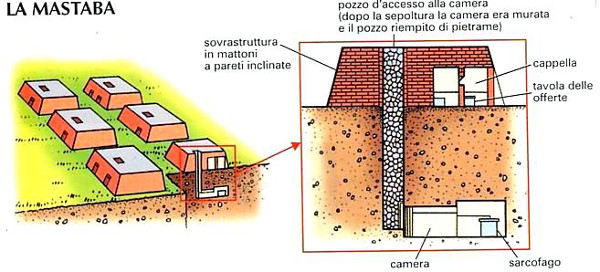 LA MASTABA
pozzo d'accesso alla camera
(dopo la sepoltura la camera era murata
e il pozzo riempito di pietrame)
sovrastruttura
in mattoni
a pareti inclinate
cappella
tavola delle
offerte
camera
sarcofago